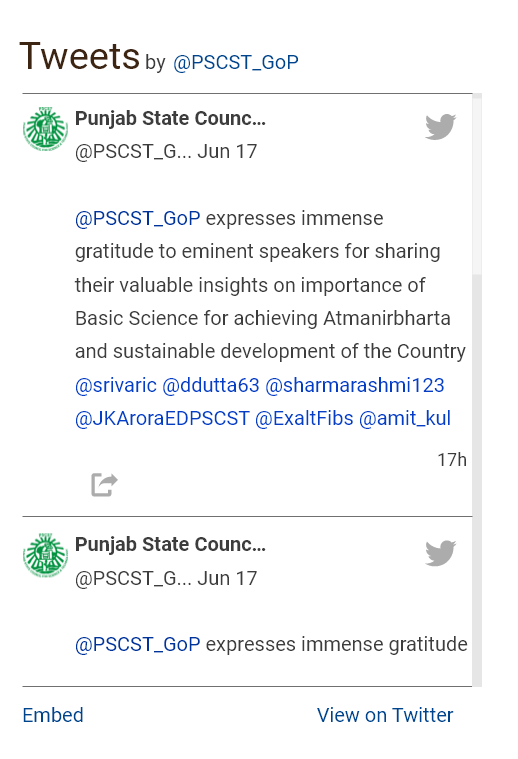 Tweets by @PSCST_GoP
Punjab State Counc...
@PSCST_G... Jun 17
@PSCST_GoP expresses immense
gratitude to eminent speakers for sharing
their valuable insights on importance of
Basic Science for achieving Atmanirbharta
and sustainable development of the Country
@srivaric @ddutta63 @sharmarashmi123
@JKAroraEDPSCST @ExaltFibs @amit_kul
17h
Punjab State Counc...
@PSCST_G... Jun 17
@PSCST_GoP expresses immense gratitude
Embed View on Twitter